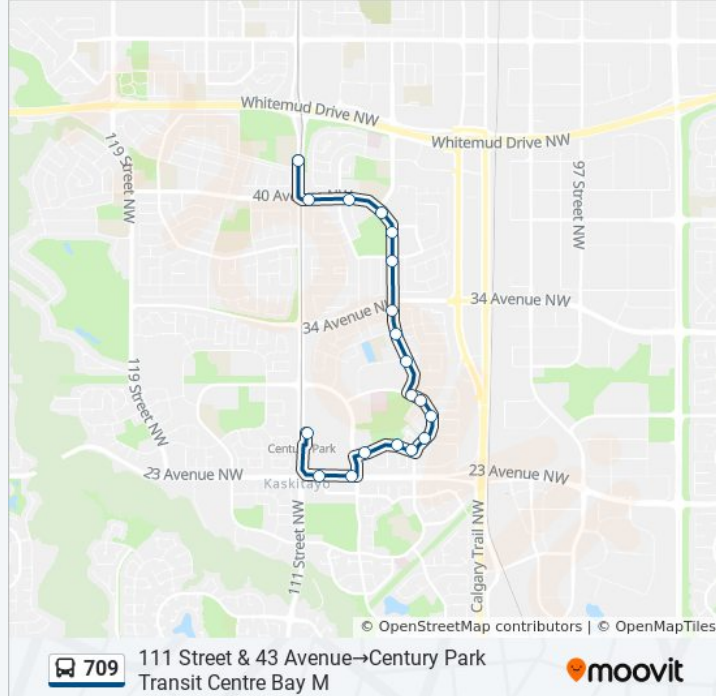 Whitemud Drive NW
Whitemud Drive NW
119 Street NW
97 Street NW
40 Avenue NW
34 Avenue NW
34 Avenue NW
119 Street NW
Century Park
23 Avenue NW
23 Avenue NW
Kaskitayo
111 Street NW
Calgary Trail NW
© OpenStreetMap contributors | © OpenMapTiles
709
111 Street & 43 Avenue→Century Park
Transit Centre Bay M
moovit